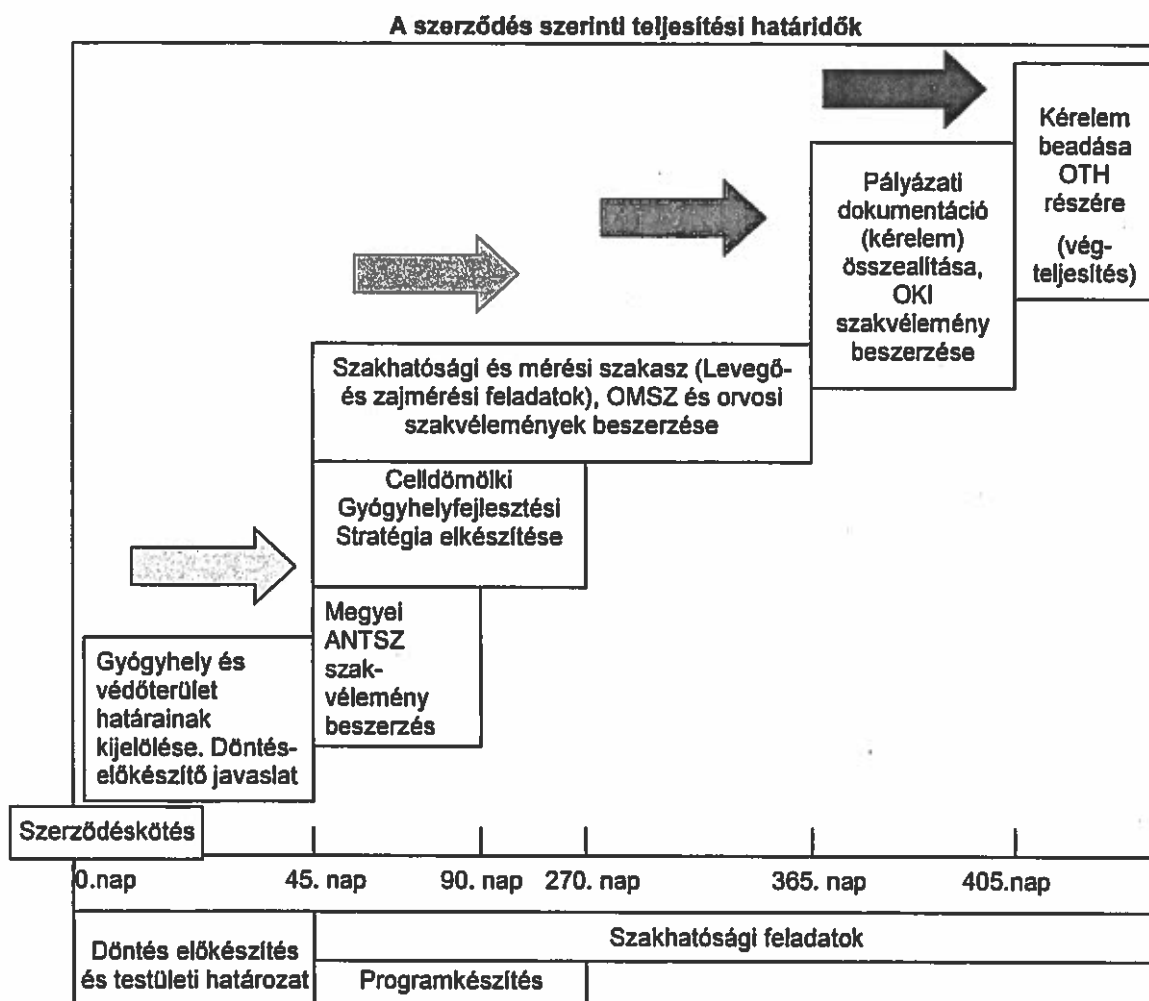 A szerződés szerinti teljesítési határidők
Kérelem
beadása
OTH
részére
(vég-
teljesítés)
Pályázati
dokumentáció
(kérelem)
összealítása,
OKI
szakvélemény
beszerzése
Szakhatósági és mérési szakasz (Levegő-
és zajmérési feladatok), OMSZ és orvosi
szakvélemények beszerzése
Celldömölki
Gyógyhelyfejlesztési
Stratégia elkészítése
Megyei
ANTSZ
szak-
vélemény
beszerzés
Gyógyhely és
védőterület
határainak
kijelölése. Döntés-
előkészítő javaslat
Szerződéskötés
0.nap 45. nap 90. nap 270. nap 365. nap 405.nap
Döntés előkészítés
és testületi határozat
Szakhatósági feladatok
Programkészítés